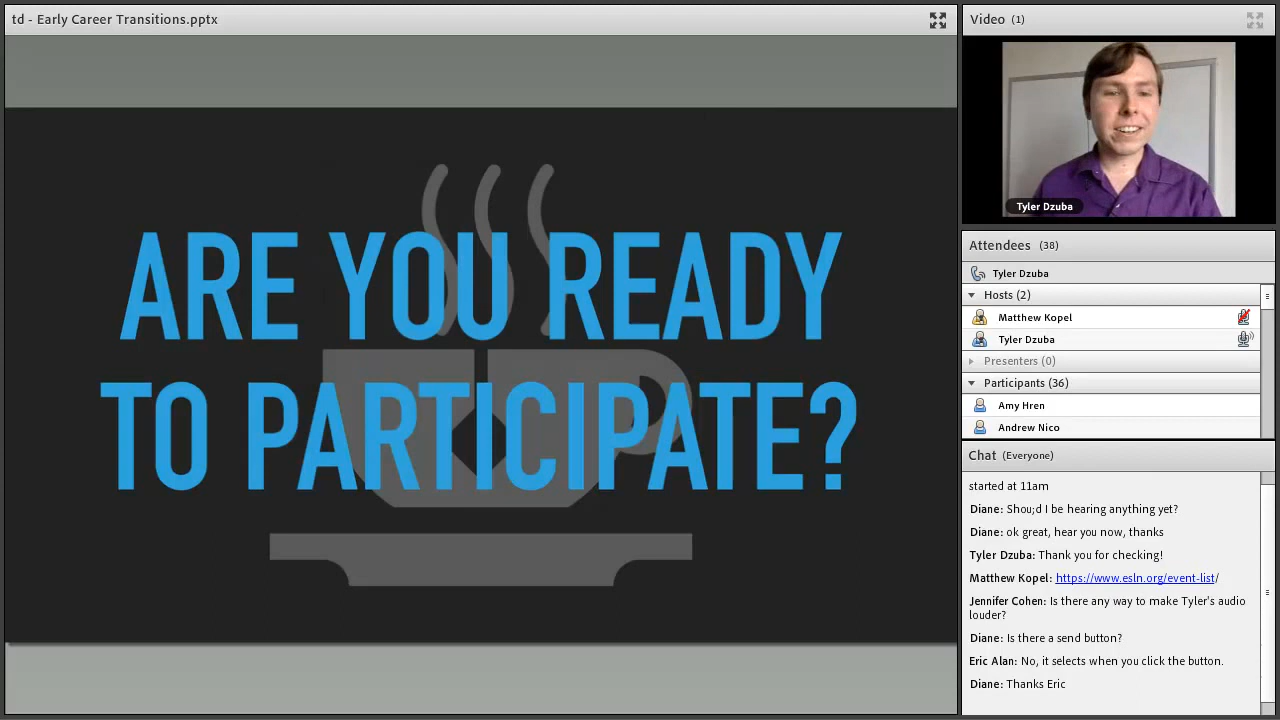 td - Early Career Transitions.pptx
ARE YOU READY
TO PARTICIPATE?
Video (1)
Tyler Dzuba
Attendees (38)
Tyler Dzuba
Hosts (2)
Matthew Kopel
Tyler Dzuba
Presenters (0)
Participants (36)
Amy Hren
Andrew Nico
Chat (Everyone)
started at 11am
Diane: Shou;d I be hearing anything yet?
Diane: ok great, hear you now, thanks
Tyler Dzuba: Thank you for checking!
Matthew Kopel: https://www.esln.org/event-list/
Jennifer Cohen: Is there any way to make Tyler's audio
louder?
Diane: Is there a send button?
Eric Alan: No, it selects when you click the button.
Diane: Thanks Eric